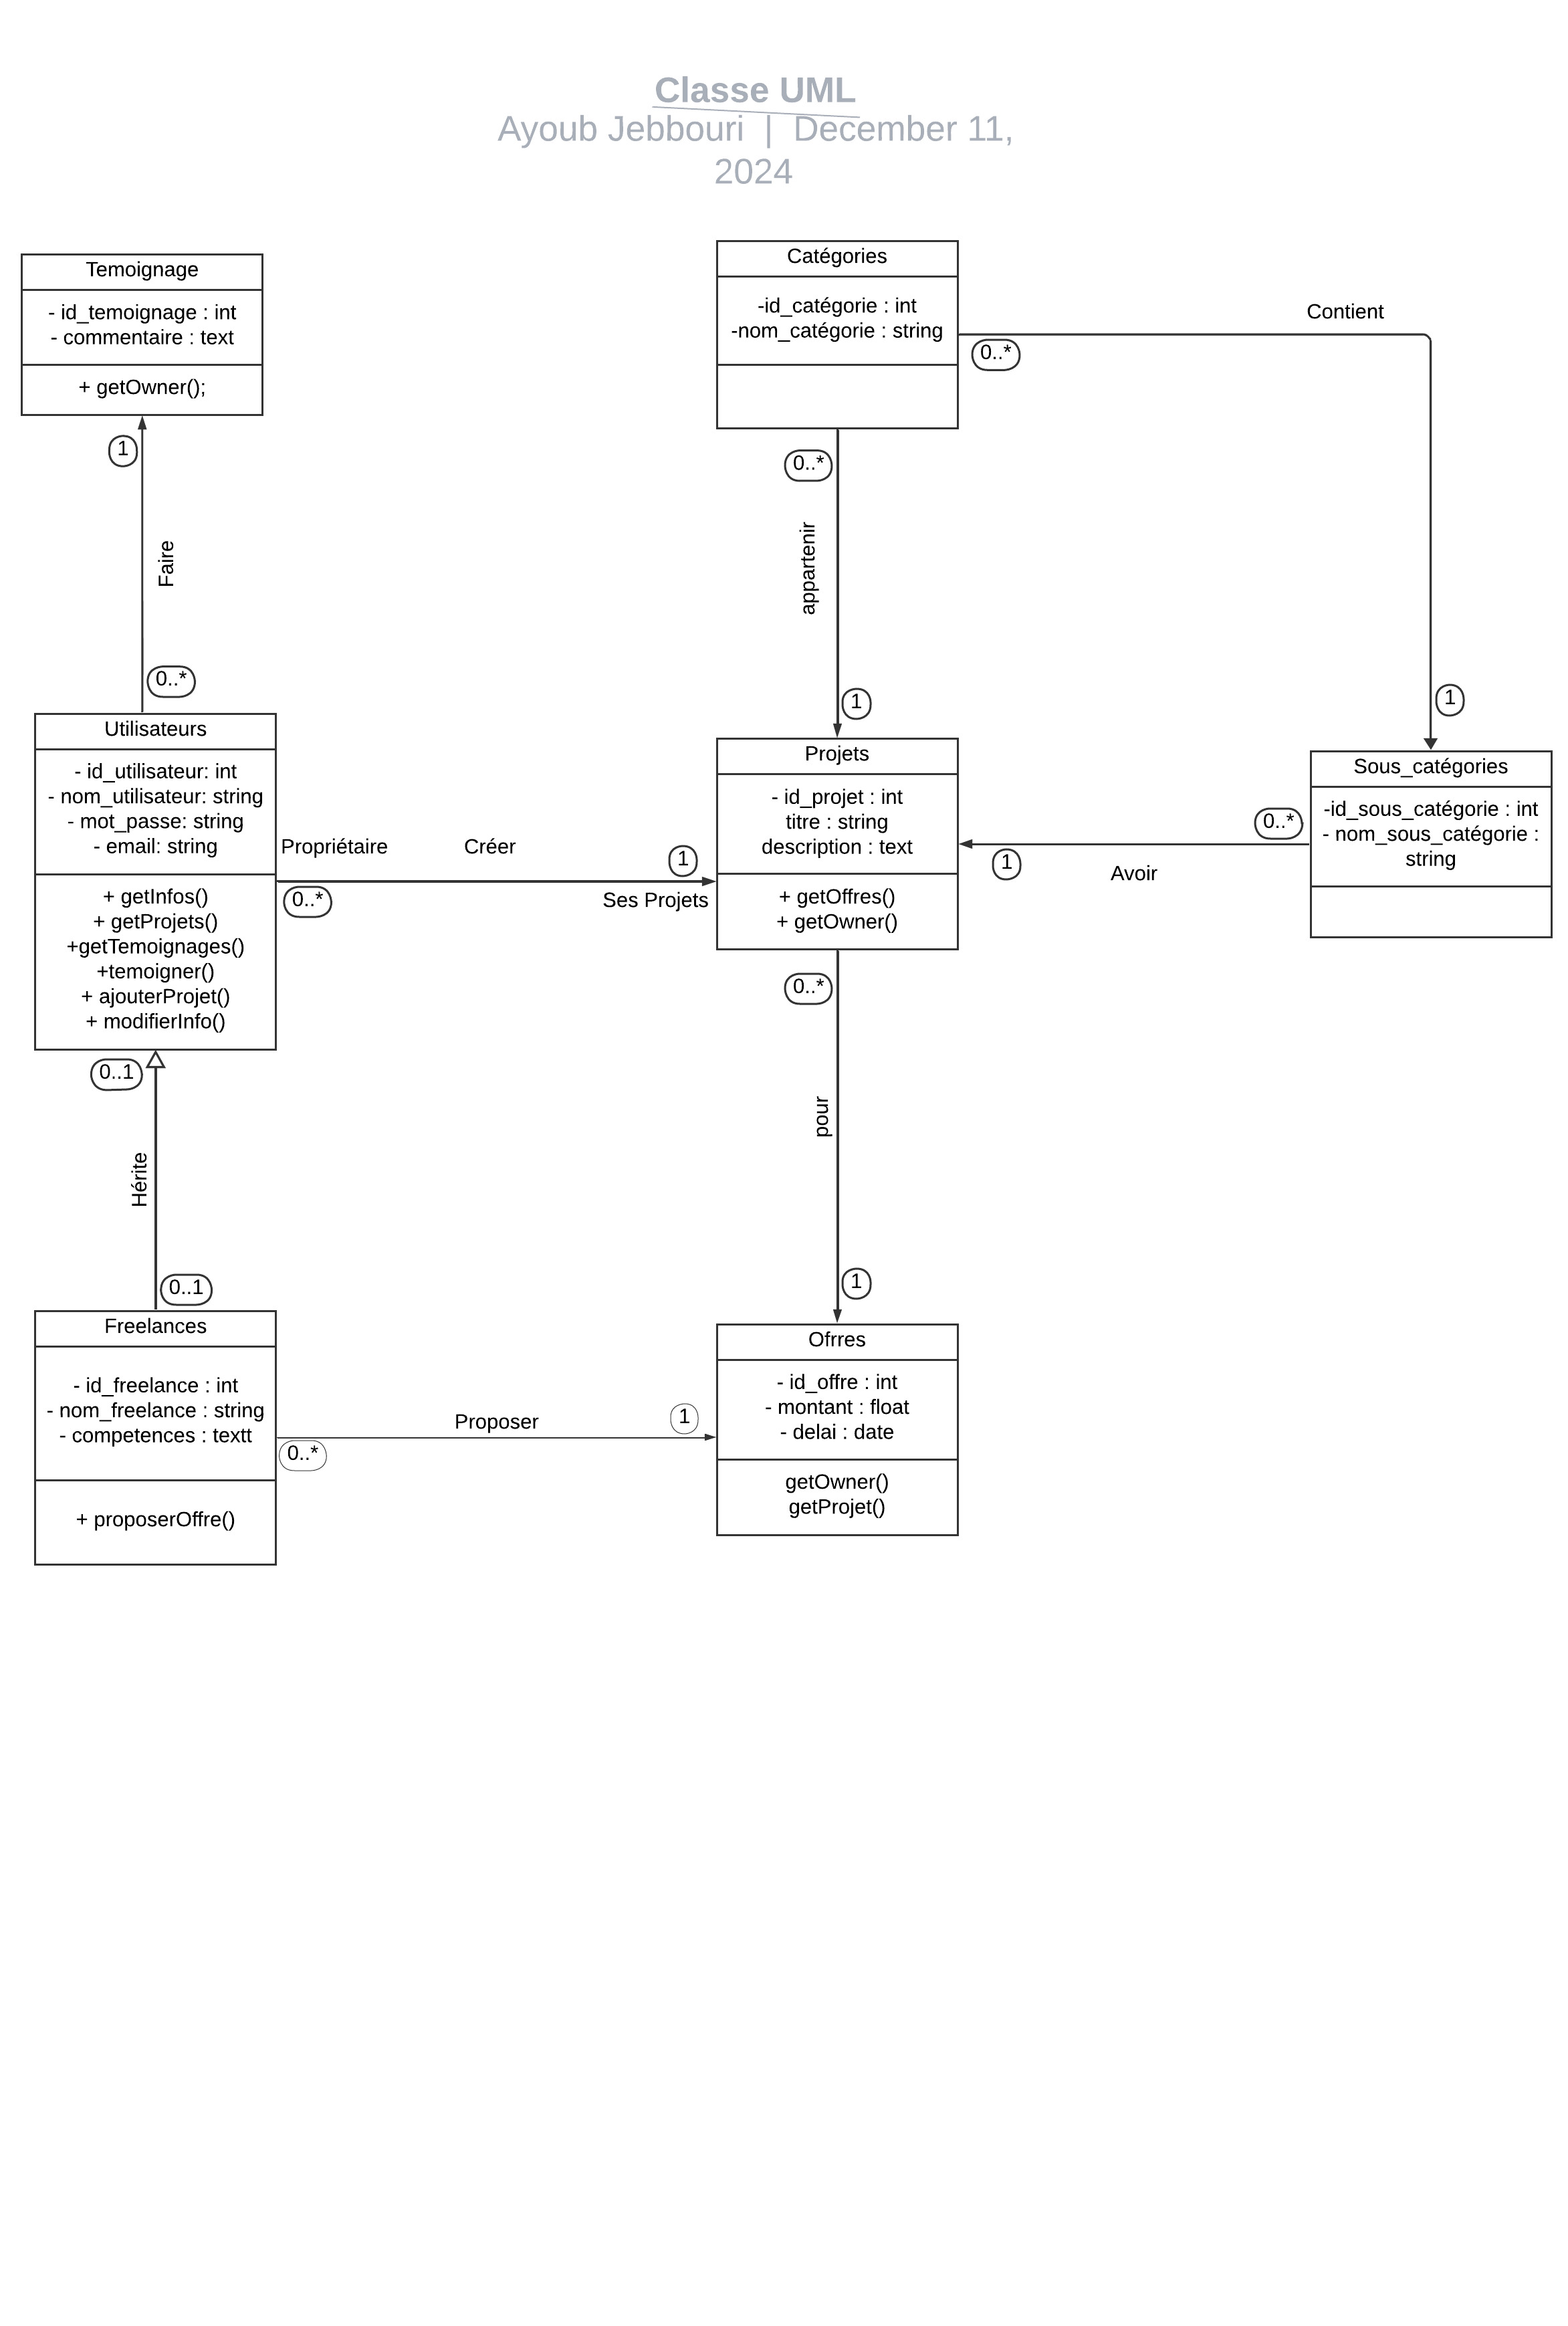 Classe UML
Ayoub Jebbouri | December 11,
2024
Temoignage
- id_temoignage : int
- commentaire : text
+ getOwner();
1
Faire
0..*
Catégories
-id_catégorie : int
-nom_catégorie : string
0..*
Contient
0..*
appartenir
1
1
Utilisateurs
- id_utilisateur: int
- nom_utilisateur: string
- mot_passe: string
- email: string
+ getInfos()
+ getProjets()
+getTemoignages()
+temoigner()
+ ajouterProjet()
+ modifierInfo()
Propriétaire
Créer
1
0..*
Ses Projets
Projets
- id_projet : int
titre : string
description : text
+ getOffres()
+ getOwner()
Sous_catégories
-id_sous_catégorie : int
- nom_sous_catégorie :
string
0..*
1
Avoir
0..1
Hérite
0..1
0..*
pour
1
Freelances
- id_freelance : int
- nom_freelance : string
- competences : textt
+ proposerOffre()
Proposer
1
0..*
Ofrres
- id_offre : int
- montant : float
- delai : date
getOwner()
getProjet()